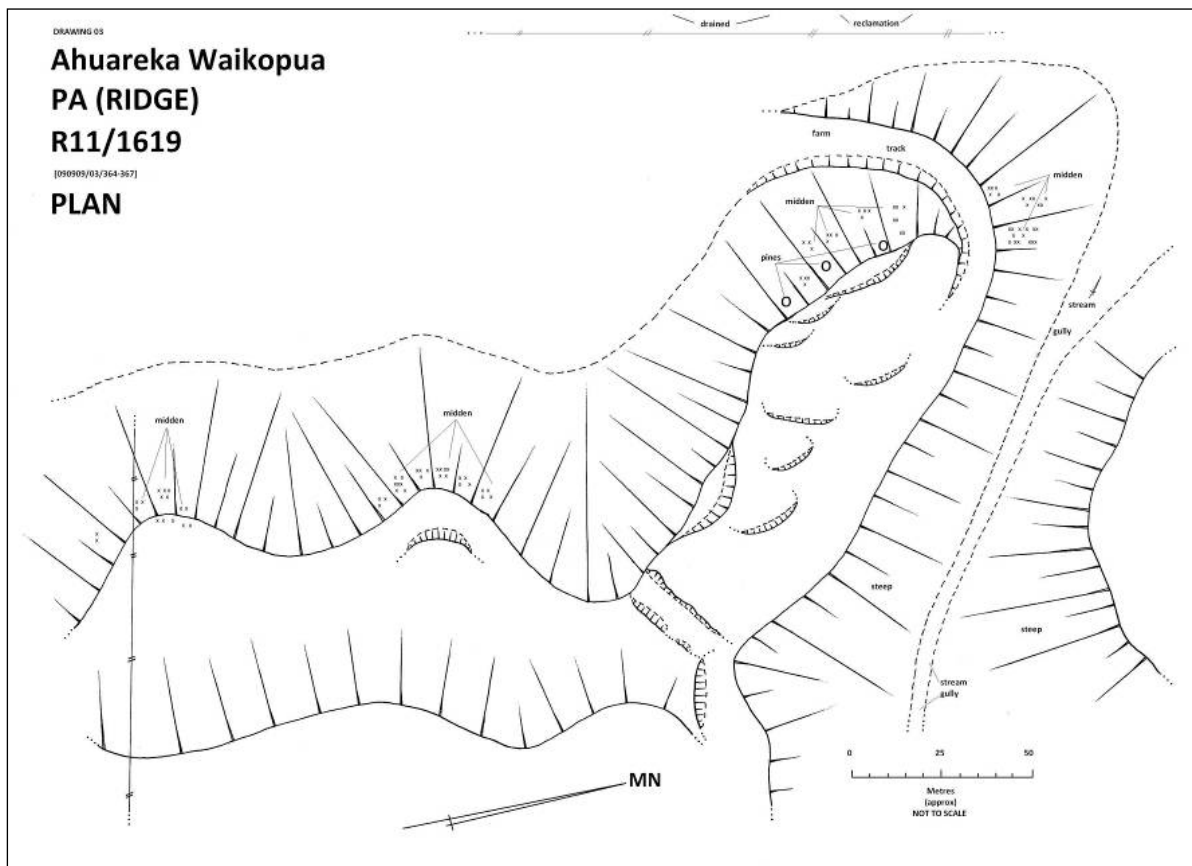 DRAWING 03
Ahuareka Waikopua
PA (RIDGE)
R11/1619
[090909/03/364-367]
PLAN
drained
reclamation
farm
track
midden
midden
pines
stream
gully
midden
midden
steep
steep
stream
gully
MN
0 25 50
Metres
(approx)
NOT TO SCALE